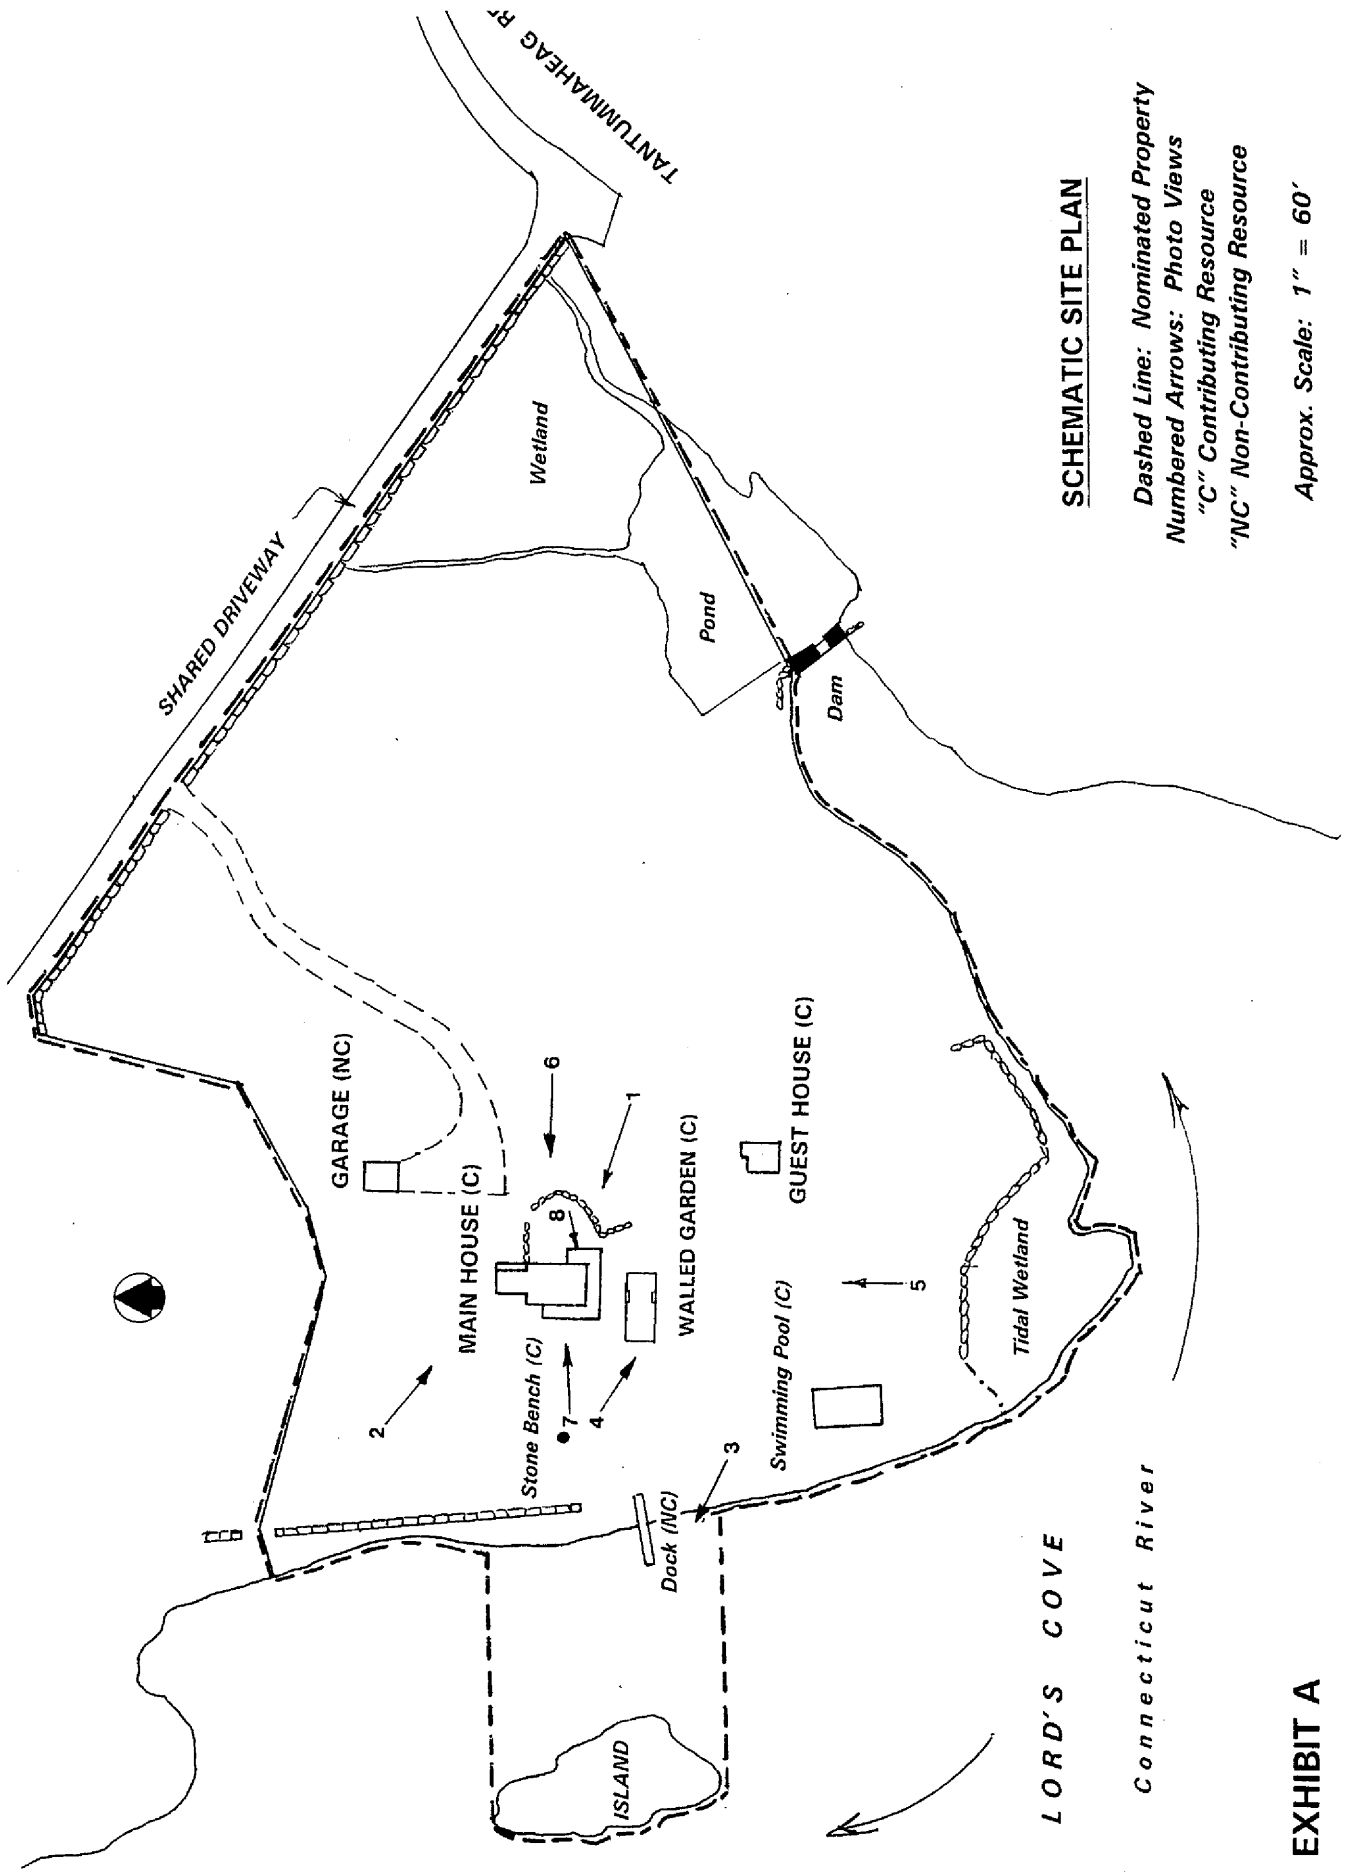 TANTUMMAHEAG R
SHARED DRIVEWAY
Wetland
Pond
Dam
GARAGE (NC)
6
1
MAIN HOUSE (C)
8
WALLED GARDEN (C)
GUEST HOUSE (C)
2
Stone Bench (C)
7
4
3
Swimming Pool (C)
5
Tidal Wetland
Dock (NC)
ISLAND
LORD'S COVE
Connecticut River
SCHEMATIC SITE PLAN
Dashed Line: Nominated Property
Numbered Arrows: Photo Views
"C" Contributing Resource
"NC" Non-Contributing Resource
Approx. Scale: 1" = 60'
EXHIBIT A